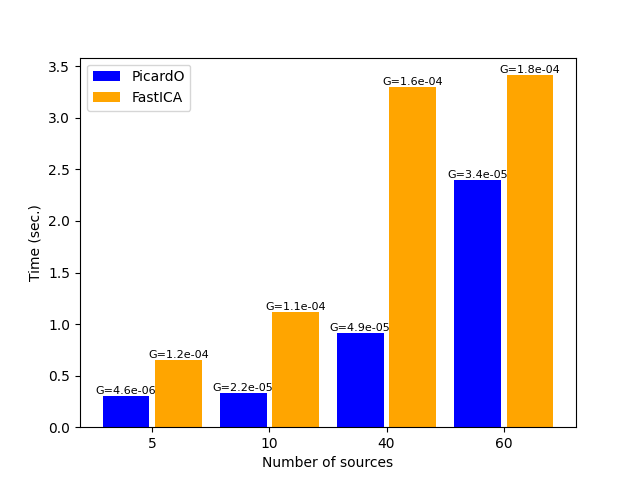 PicardO
FastICA
Time (sec.)
3.5
3.0
2.5
2.0
1.5
1.0
0.5
0.0
G=4.6e-06
G=1.2e-04
G=2.2e-05
G=1.1e-04
G=4.9e-05
G=1.6e-04
G=3.4e-05
G=1.8e-04
5
10
40
60
Number of sources